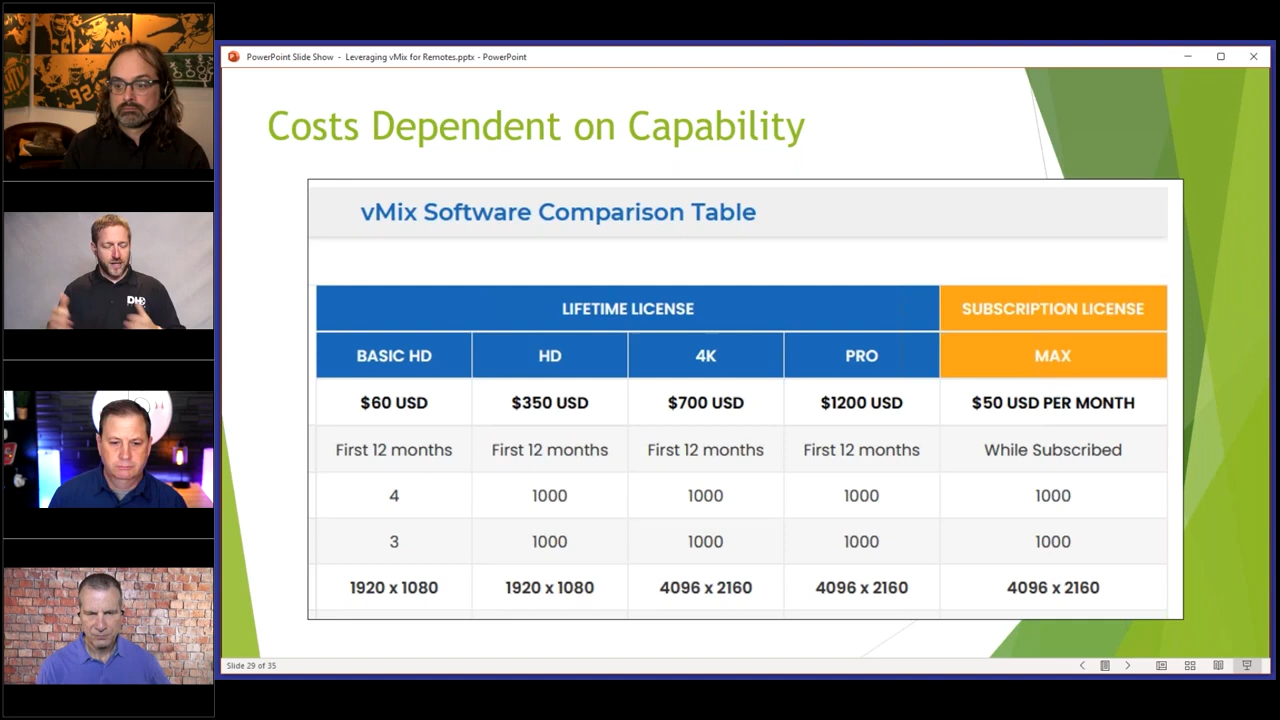 PowerPoint Slide Show - Leveraging vMix for Remotes.pptx - PowerPoint
Costs Dependent on Capability
vMix Software Comparison Table
LIFETIME LICENSE SUBSCRIPTION LICENSE
BASIC HD HD 4K PRO MAX
$60 USD $350 USD $700 USD $1200 USD $50 USD PER MONTH
First 12 months First 12 months First 12 months First 12 months While Subscribed
4 1000 1000 1000 1000
3 1000 1000 1000 1000
1920 x 1080 1920 x 1080 4096 x 2160 4096 x 2160 4096 x 2160
Slide 29 of 35